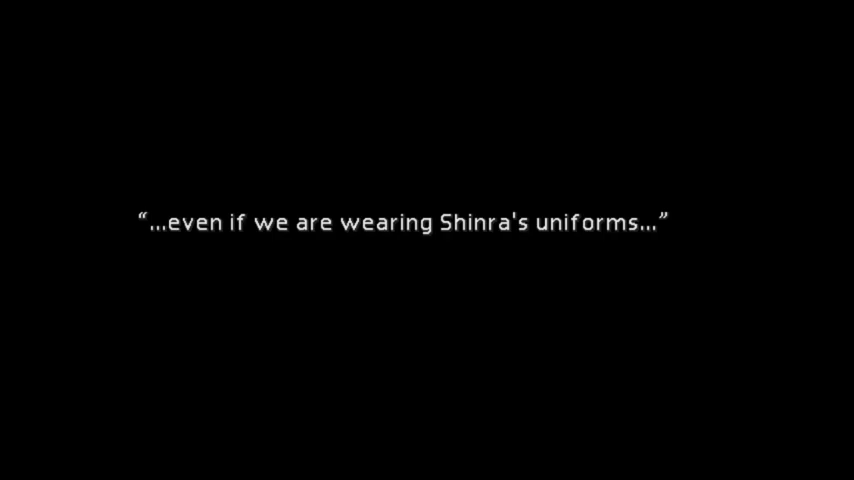 “...even if we are wearing Shinra's uniforms...”